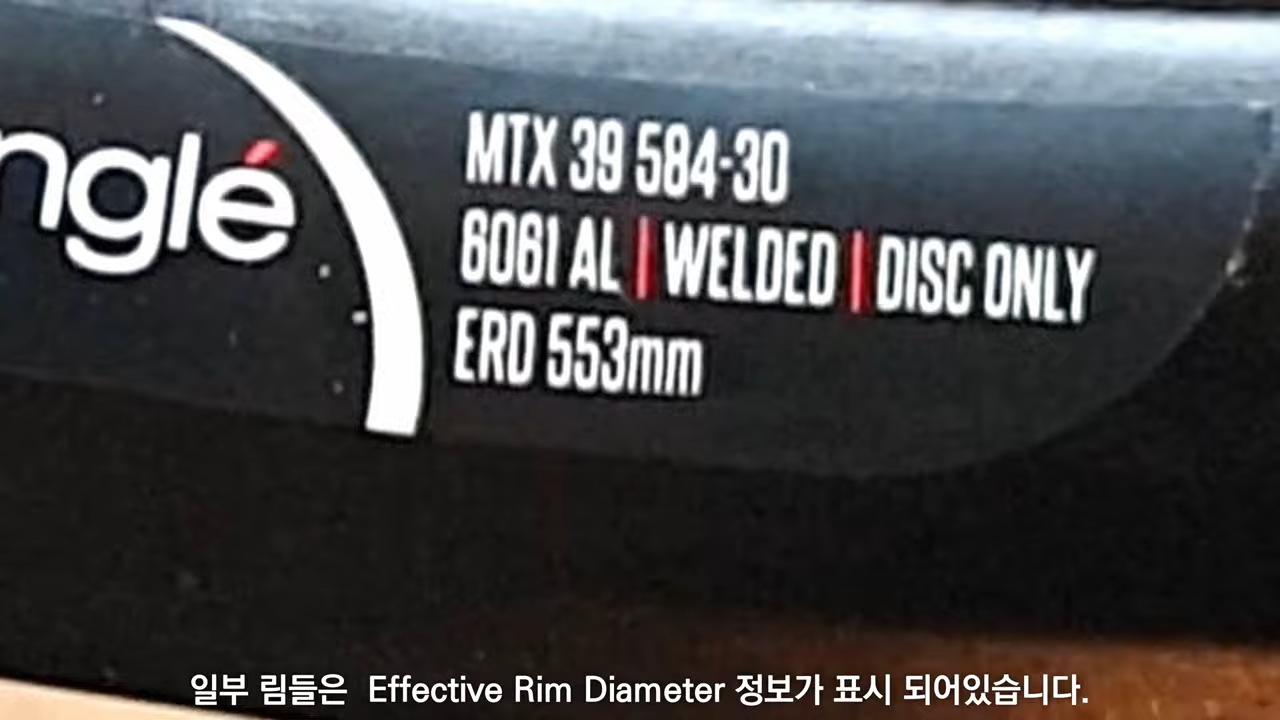 nglé
MTX 39 584-30
6061 AL | WELDED | DISC ONLY
ERD 553mm
일부 림들은 Effective Rim Diameter 정보가 표시 되어있습니다.